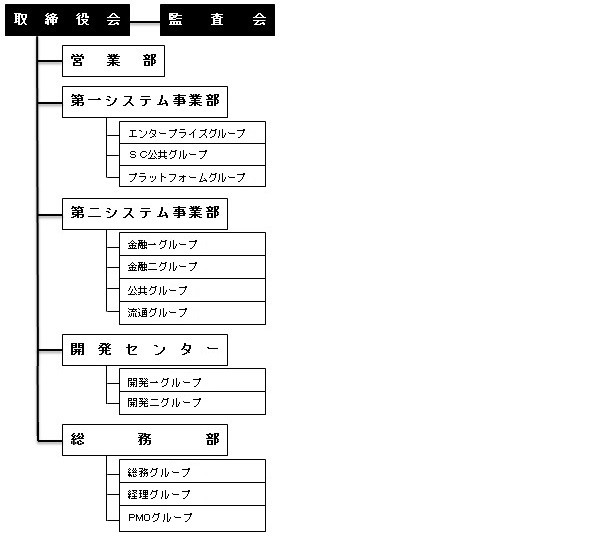 取締役会 監査会
営業部
第一システム事業部
エンタープライズグループ
ＳＣ公共グループ
プラットフォームグループ
第二システム事業部
金融一グループ
金融二グループ
公共グループ
流通グループ
開発センター
開発一グループ
開発二グループ
総務部
総務グループ
経理グループ
PMOグループ